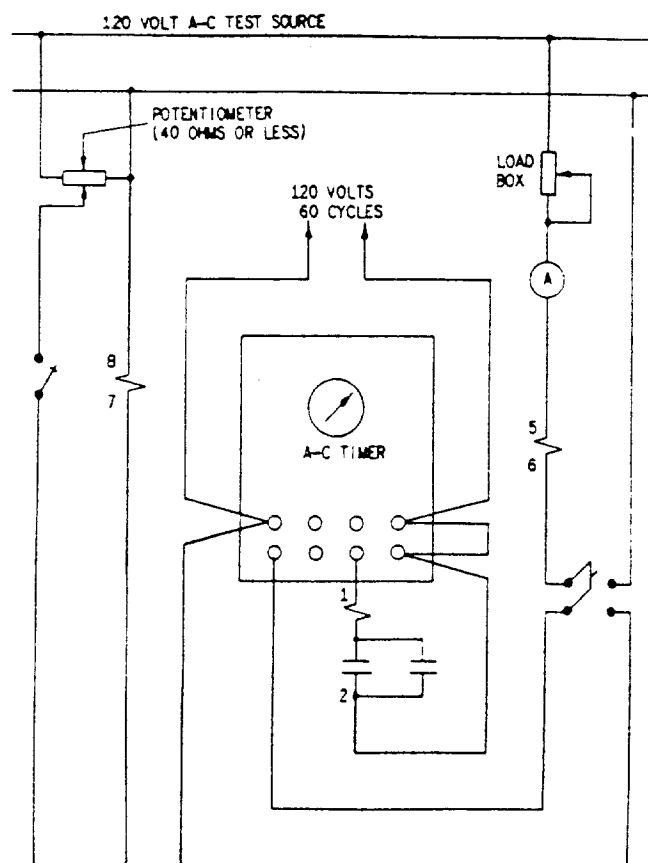 120 VOLT A-C TEST SOURCE
POTENTIOMETER
(40 OHMS OR LESS)
LOAD
BOX
120 VOLTS
60 CYCLES
A
8
7
A-C TIMER
5
6
1
2